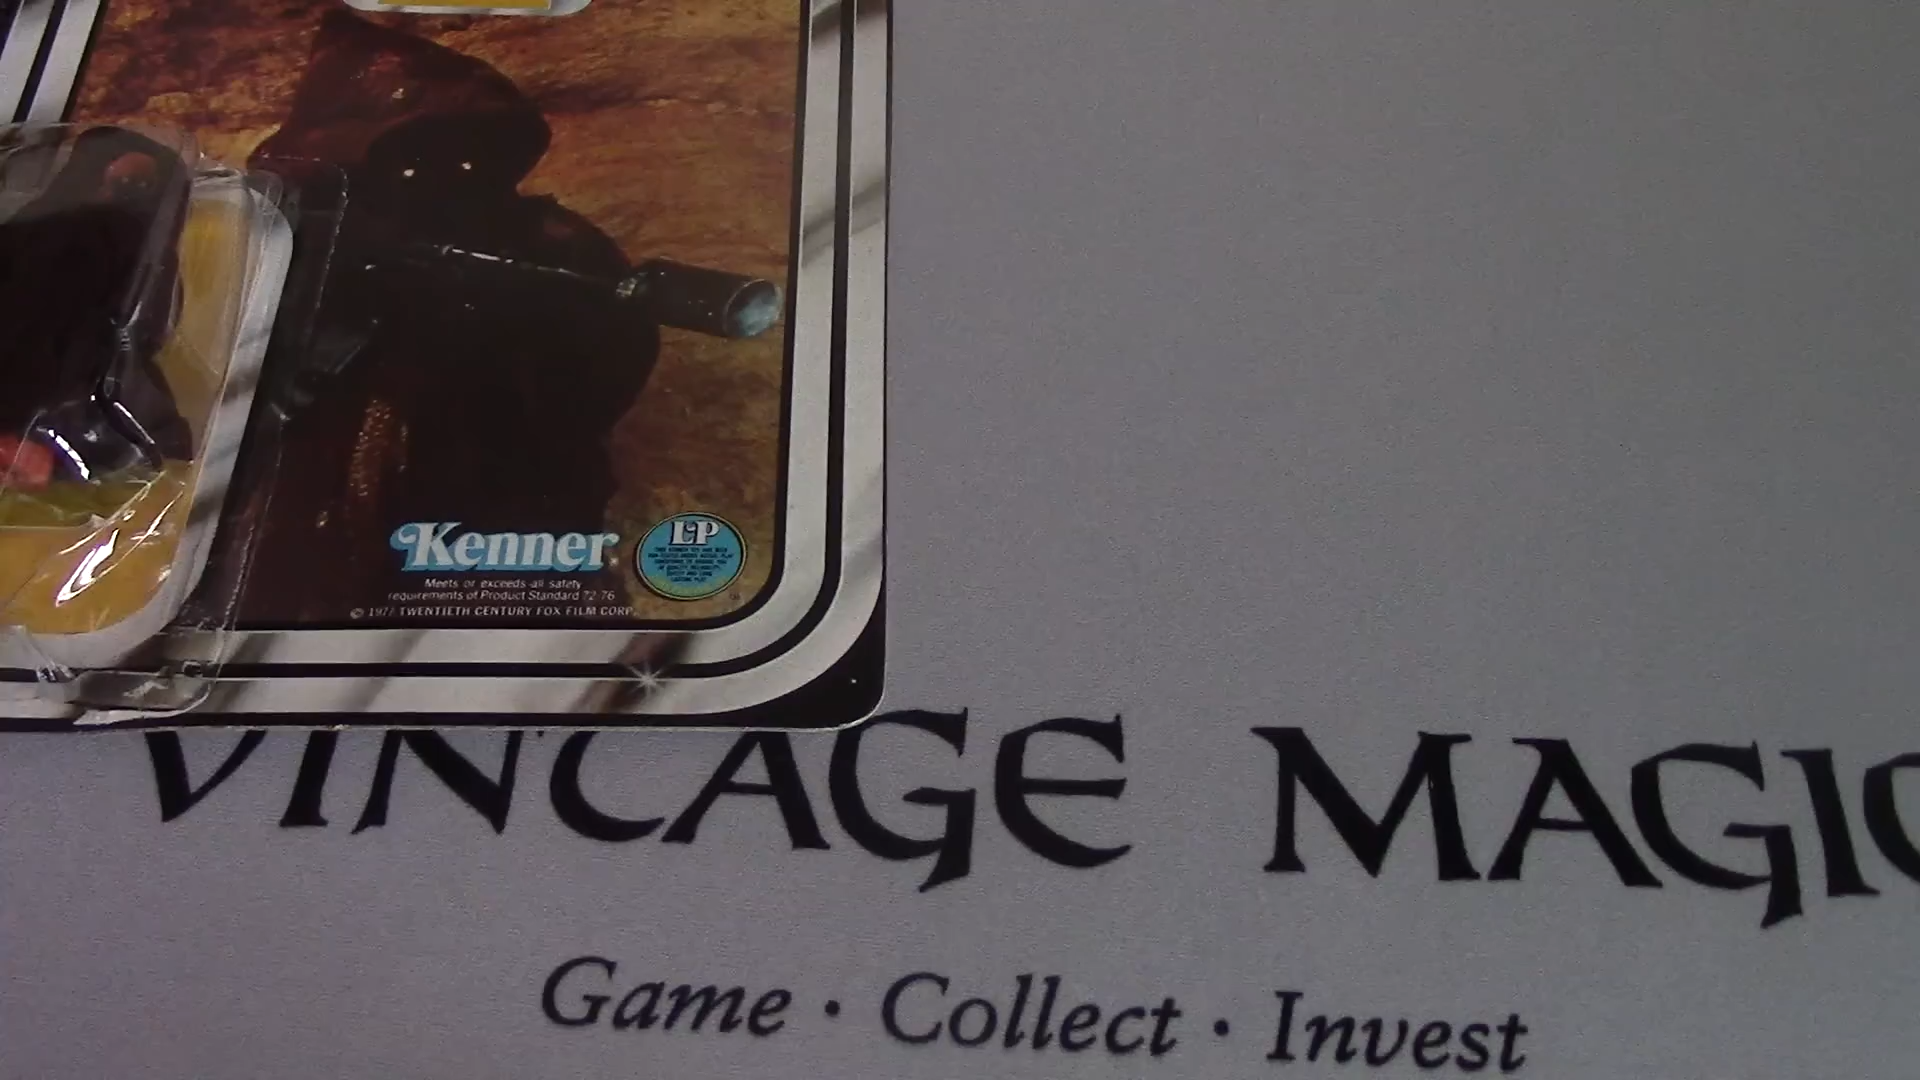 Kenner
LP
Meets or exceeds all safety
requirements of Product Standard 72-76
© 1977 TWENTIETH CENTURY FOX FILM CORP.
VINTAGE MAGIC
Game · Collect · Invest